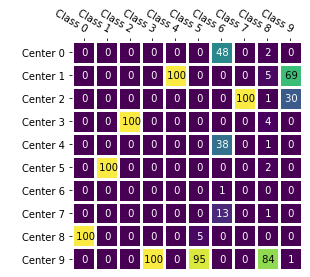 Class 0 Class 1 Class 2 Class 3 Class 4 Class 5 Class 6 Class 7 Class 8 Class 9
Center 0 0 0 0 0 0 0 48 0 2 0
Center 1 0 0 0 0 100 0 0 0 5 69
Center 2 0 0 0 0 0 0 0 100 1 30
Center 3 0 0 100 0 0 0 0 0 4 0
Center 4 0 0 0 0 0 0 38 0 1 0
Center 5 0 100 0 0 0 0 0 0 2 0
Center 6 0 0 0 0 0 0 1 0 0 0
Center 7 0 0 0 0 0 0 13 0 1 0
Center 8 100 0 0 0 0 5 0 0 0 0
Center 9 0 0 0 100 0 95 0 0 84 1